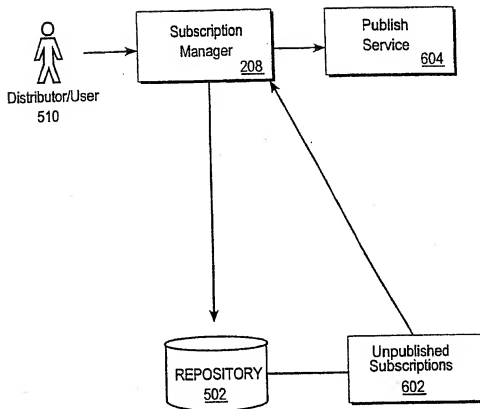 Subscription
Manager
208
Publish
Service
604
Distributor/User
510
REPOSITORY
502
Unpublished
Subscriptions
602